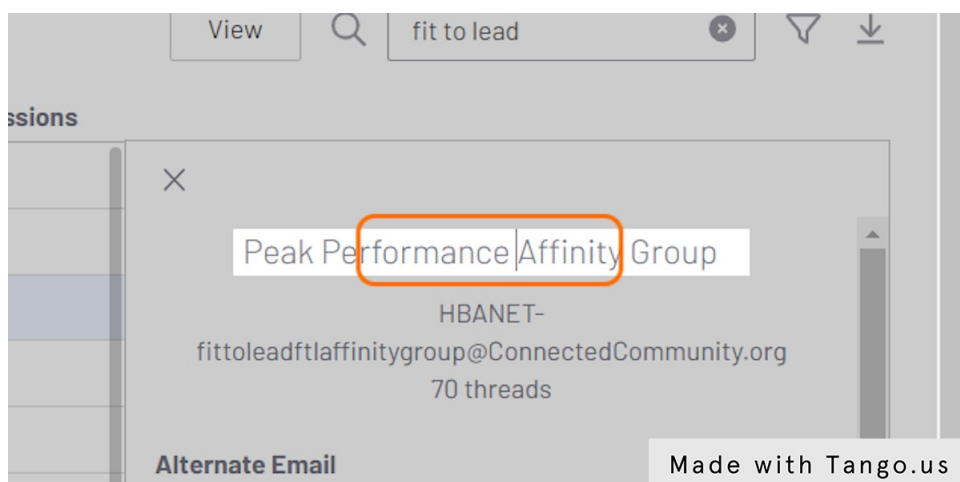 View
fit to lead
ssions
Peak Performance Affinity Group
HBANET-
fittoleadftlaffinitygroup@ConnectedCommunity.org
70 threads
Alternate Email
Made with Tango.us